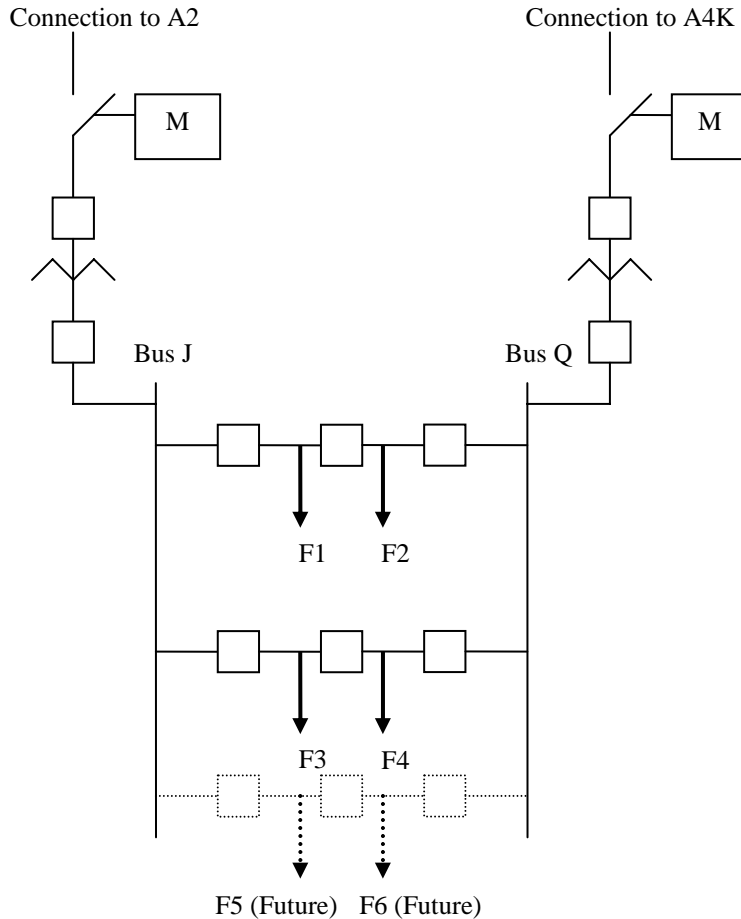 Connection to A2
Connection to A4K
M
M
Bus J
Bus Q
F1
F2
F3
F4
F5 (Future)
F6 (Future)